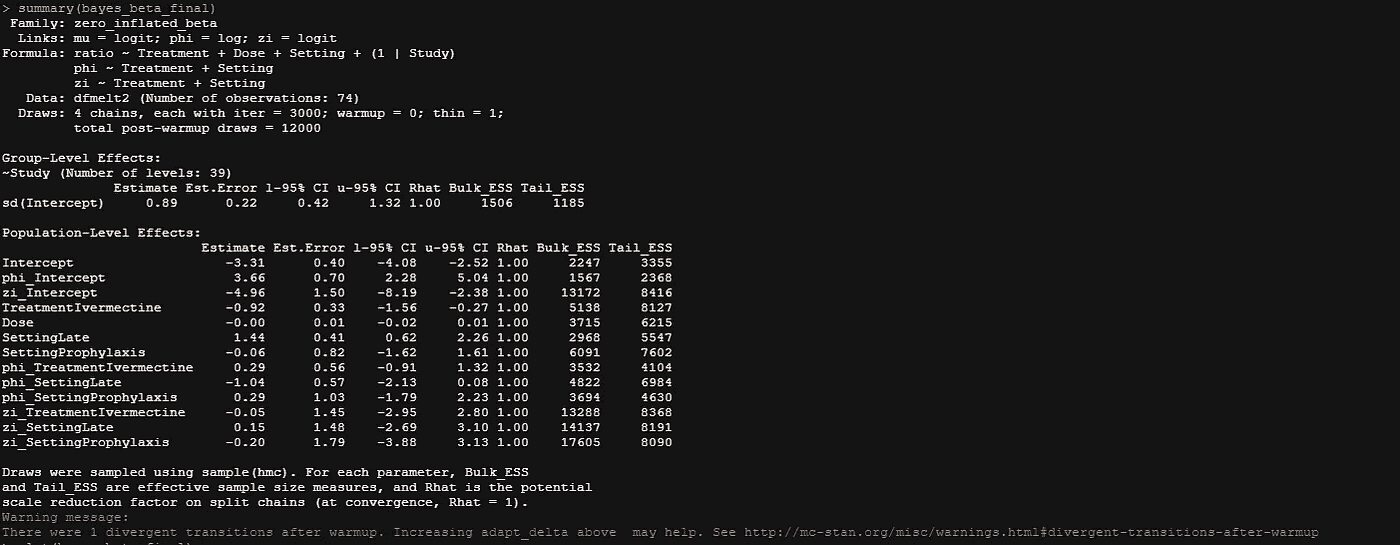 > summary(bayes_beta_final)
 Family: zero_inflated_beta
  Links: mu = logit; phi = log; zi = logit
Formula: ratio ~ Treatment + Dose + Setting + (1 | Study)
         phi ~ Treatment + Setting
         zi ~ Treatment + Setting
   Data: dfmelt2 (Number of observations: 74)
  Draws: 4 chains, each with iter = 3000; warmup = 0; thin = 1;
         total post-warmup draws = 12000
Group-Level Effects:
~Study (Number of levels: 39)
              Estimate Est.Error l-95% CI u-95% CI Rhat Bulk_ESS Tail_ESS
sd(Intercept)     0.89      0.22     0.42     1.32 1.00     1506     1185
Population-Level Effects:
                         Estimate Est.Error l-95% CI u-95% CI Rhat Bulk_ESS Tail_ESS
Intercept                   -3.31      0.40    -4.08    -2.52 1.00     2247     3355
phi_Intercept                3.66      0.70     2.28     5.04 1.00     1567     2368
zi_Intercept                -4.96      1.50    -8.19    -2.38 1.00    13172     8416
TreatmentIvermectine        -0.92      0.33    -1.56    -0.27 1.00     5138     8127
Dose                        -0.00      0.01    -0.02     0.01 1.00     3715     6215
SettingLate                  1.44      0.41     0.62     2.26 1.00     2968     5547
SettingProphylaxis          -0.06      0.82    -1.62     1.61 1.00     6091     7602
phi_TreatmentIvermectine     0.29      0.56    -0.91     1.32 1.00     3532     4104
phi_SettingLate             -1.04      0.57    -2.13     0.08 1.00     4822     6984
phi_SettingProphylaxis       0.29      1.03    -1.79     2.23 1.00     3694     4630
zi_TreatmentIvermectine     -0.05      1.45    -2.95     2.80 1.00    13288     8368
zi_SettingLate               0.15      1.48    -2.69     3.10 1.00    14137     8191
zi_SettingProphylaxis       -0.20      1.79    -3.88     3.13 1.00    17605     8090
Draws were sampled using sample(hmc). For each parameter, Bulk_ESS
and Tail_ESS are effective sample size measures, and Rhat is the potential
scale reduction factor on split chains (at convergence, Rhat = 1).
Warning message:
There were 1 divergent transitions after warmup. Increasing adapt_delta above  may help. See http://mc-stan.org/misc/warnings.html#divergent-transitions-after-warmup